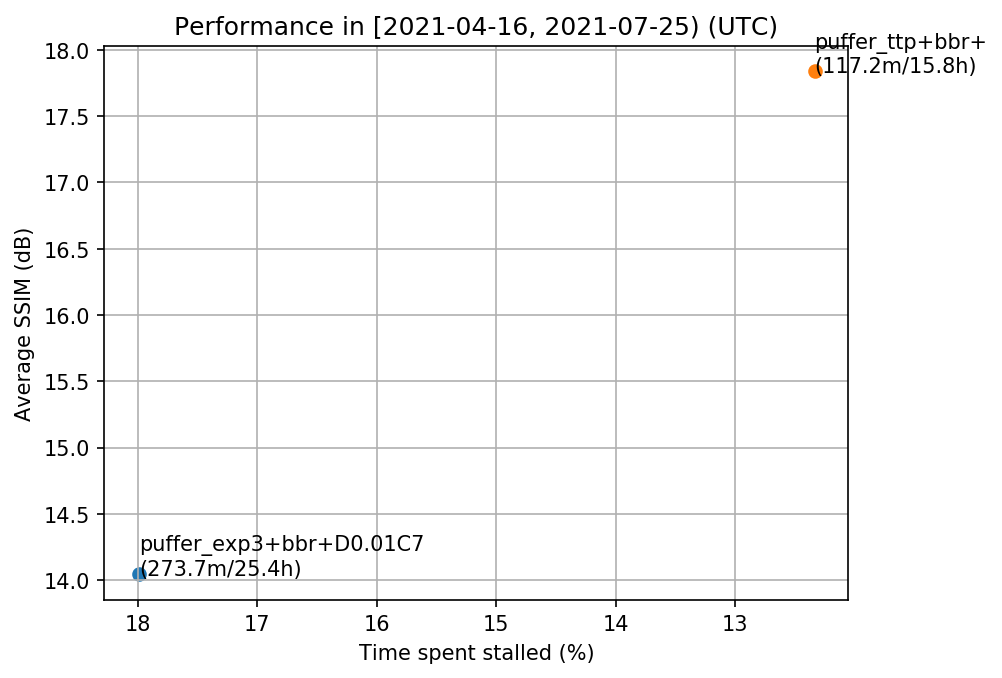 Performance in [2021-04-16, 2021-07-25) (UTC)
puffer_ttp+bbr+
(117.2m/15.8h)
18.0
17.5
17.0
16.5
16.0
15.5
15.0
14.5
14.0
Average SSIM (dB)
puffer_exp3+bbr+D0.01C7
(273.7m/25.4h)
18 17 16 15 14 13
Time spent stalled (%)